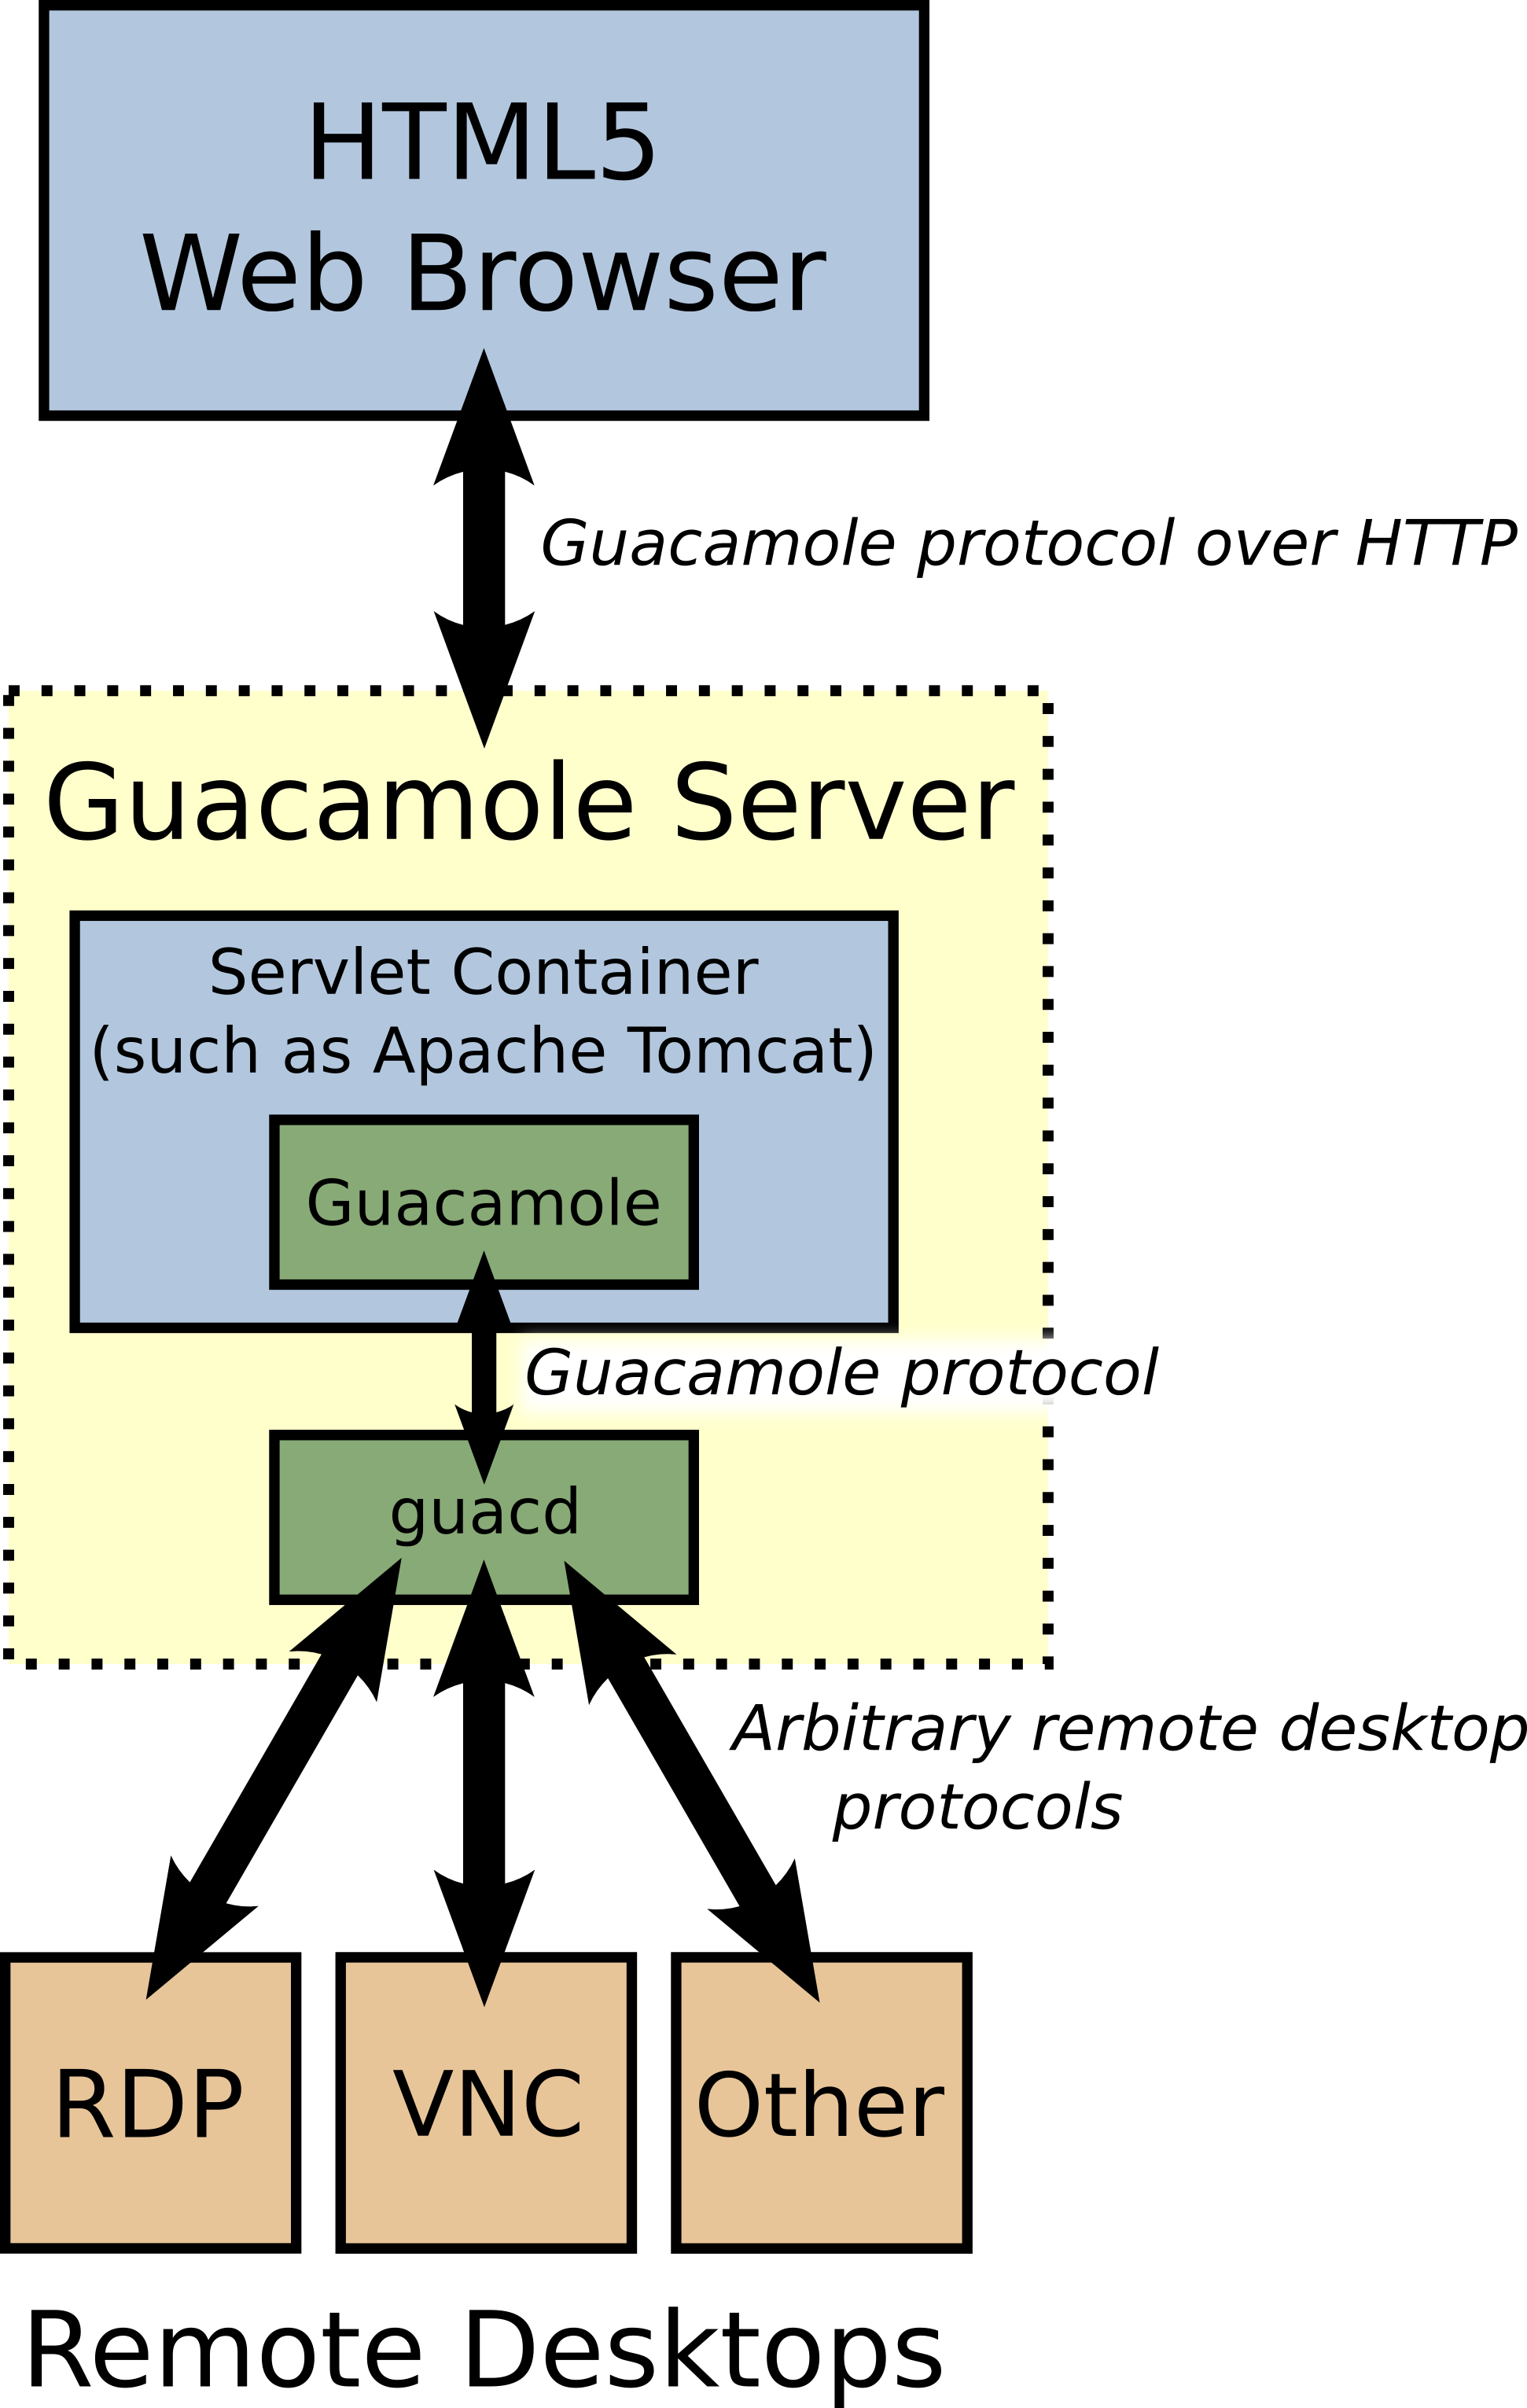 HTML5
Web Browser
Guacamole protocol over HTTP
Guacamole Server
Servlet Container
(such as Apache Tomcat)
Guacamole
Guacamole protocol
guacd
Arbitrary remote desktop
protocols
RDP
VNC
Other
Remote Desktops